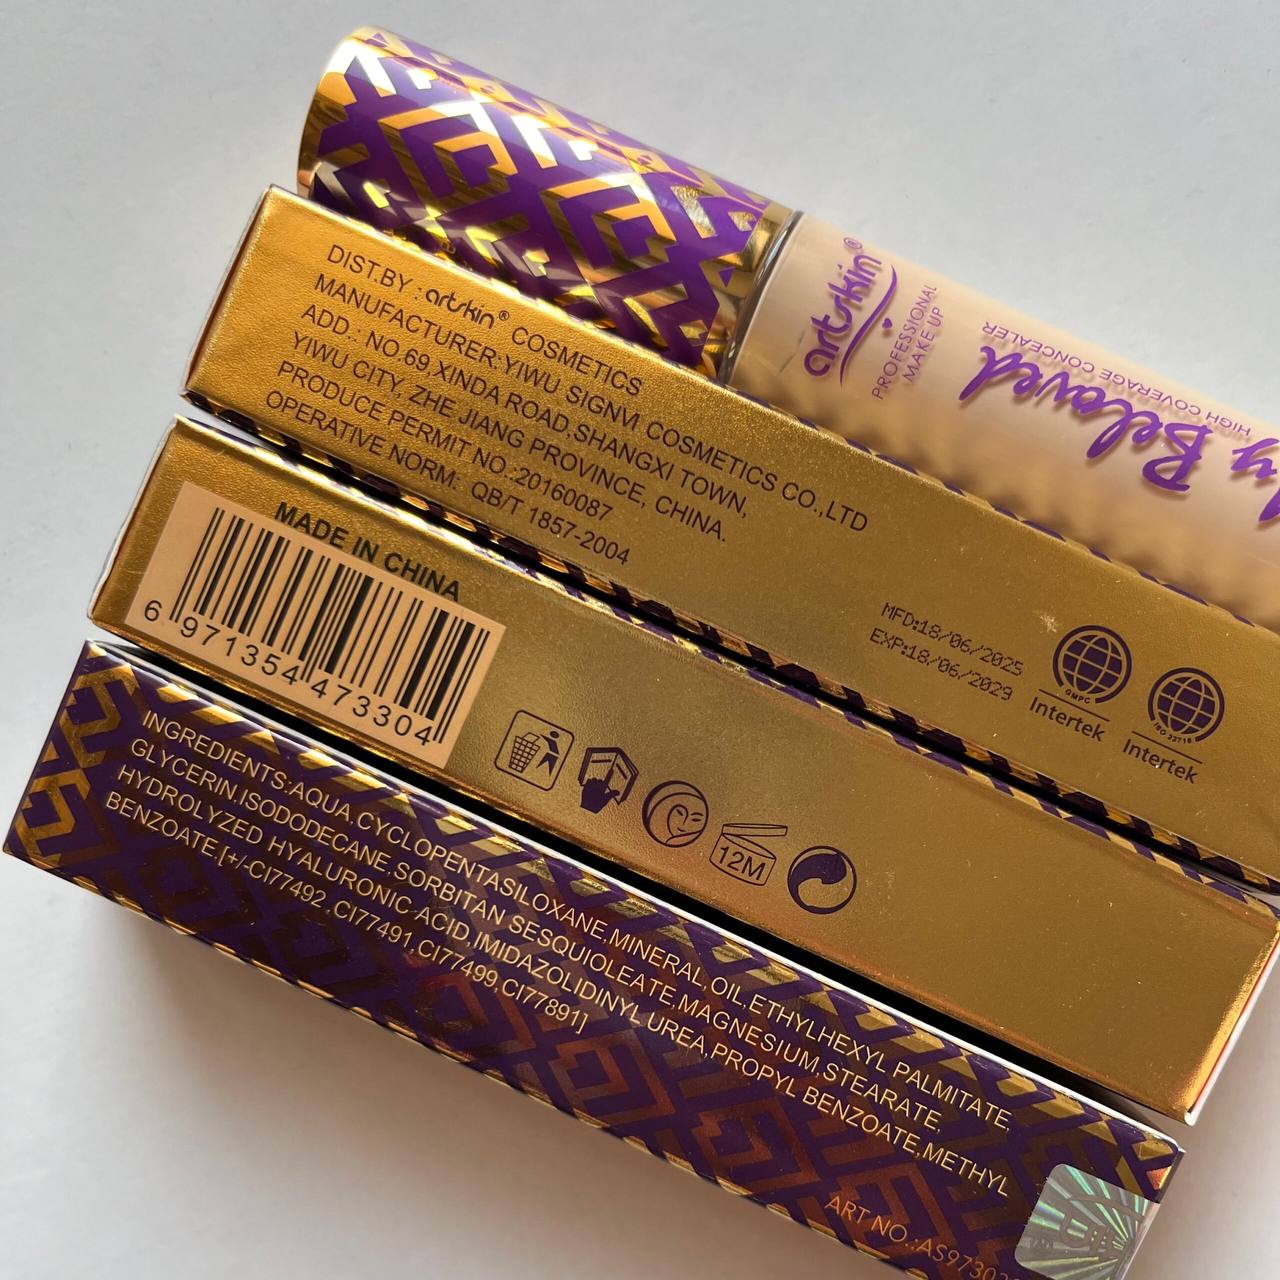 artskin®
PROFESSIONAL
MAKE UP
Beloved
HIGH COVERAGE CONCEALER
DIST.BY : artskin® COSMETICS
MANUFACTURER:YIWU SIGNVI COSMETICS CO.,LTD
ADD.: NO.69,XINDA ROAD,SHANGXI TOWN,
YIWU CITY, ZHE JIANG PROVINCE, CHINA.
PRODUCE PERMIT NO.:20160087
OPERATIVE NORM: QB/T 1857-2004
MFD:18/06/2025
EXP:18/06/2029
GMPC
Intertek
ISO 22716
Intertek
MADE IN CHINA
6 971354 473304
12M
INGREDIENTS:AQUA,CYCLOPENTASILOXANE,MINERAL,OIL,ETHYLHEXYL PALMITATE,
GLYCERIN,ISODODECANE,SORBITAN SESQUIOLEATE,MAGNESIUM,STEARATE,
HYDROLYZED HYALURONIC ACID,IMIDAZOLIDINYL UREA,PROPYL BENZOATE,METHYL
BENZOATE,[+/-CI77492 ,CI77491,CI77499,CI77891]
ART NO.:AS9730